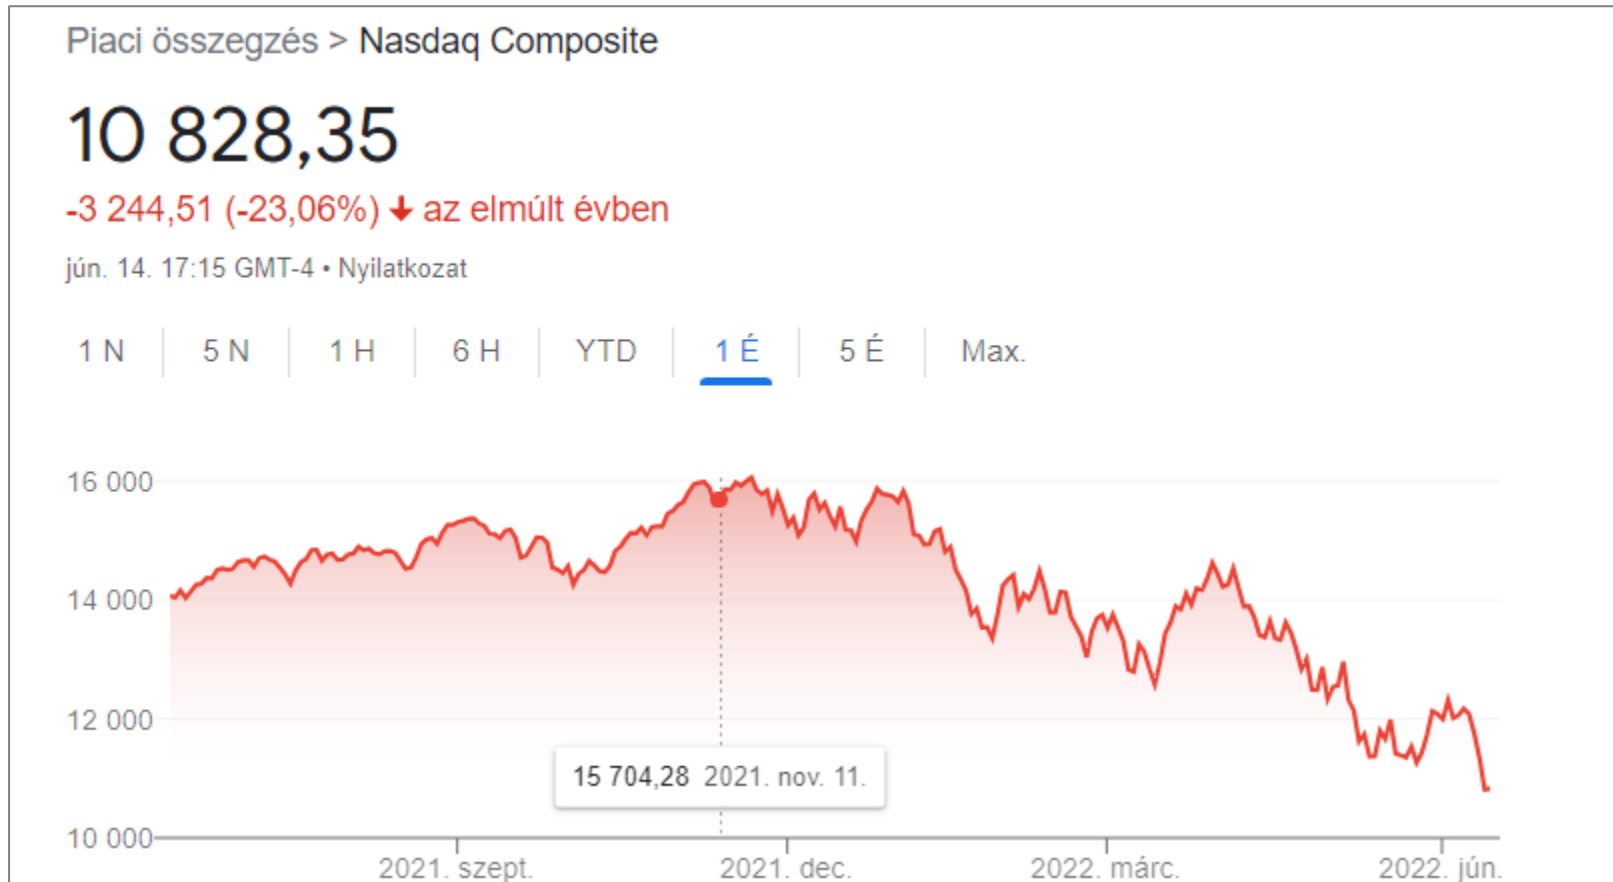 Piaci összegzés > Nasdaq Composite
10 828,35
-3 244,51 (-23,06%) ↓ az elmúlt évben
jún. 14. 17:15 GMT-4 • Nyilatkozat
1 N 5 N 1 H 6 H YTD 1 É 5 É Max.
16 000
14 000
12 000
15 704,28 2021. nov. 11.
10 000
2021. szept. 2021. dec. 2022. márc. 2022. jún.